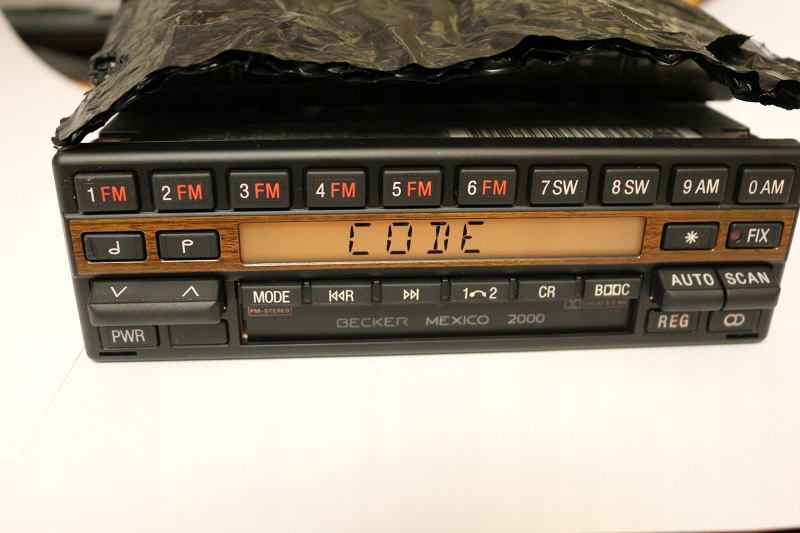 1 FM 2 FM 3 FM 4 FM 5 FM 6 FM 7 SW 8 SW 9 AM 0 AM
CODE
* FIX
MODE R 1 2 CR B DC
AUTO SCAN
FM-STEREO
PWR BECKER MEXICO 2000 REG